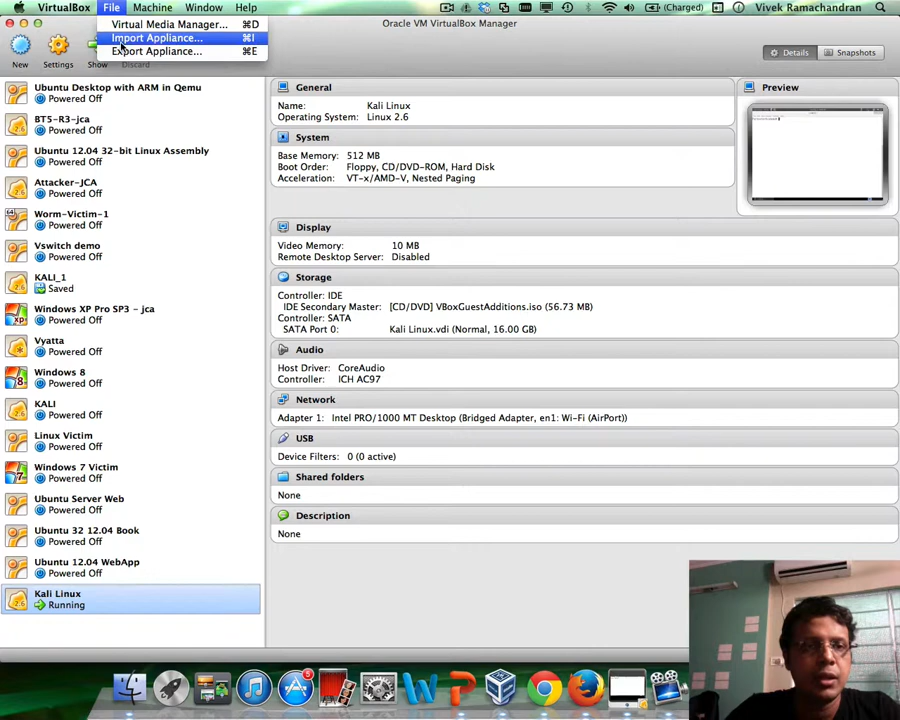 VirtualBox File Machine Window Help (Charged) Vivek Ramachandran
Oracle VM VirtualBox Manager
Virtual Media Manager... ⌘D
Import Appliance... ⌘I
Export Appliance... ⌘E
New Settings Show Discard
Details Snapshots
Ubuntu Desktop with ARM in Qemu
Powered Off
BT5-R3-jca
Powered Off
Ubuntu 12.04 32-bit Linux Assembly
Powered Off
Attacker-JCA
Powered Off
Worm-Victim-1
Powered Off
Vswitch demo
Powered Off
KALI_1
Saved
Windows XP Pro SP3 - jca
Powered Off
Vyatta
Powered Off
Windows 8
Powered Off
KALI
Powered Off
Linux Victim
Powered Off
Windows 7 Victim
Powered Off
Ubuntu Server Web
Powered Off
Ubuntu 32 12.04 Book
Powered Off
Ubuntu 12.04 WebApp
Powered Off
Kali Linux
Running
General
Name: Kali Linux
Operating System: Linux 2.6
System
Base Memory: 512 MB
Boot Order: Floppy, CD/DVD-ROM, Hard Disk
Acceleration: VT-x/AMD-V, Nested Paging
Display
Video Memory: 10 MB
Remote Desktop Server: Disabled
Storage
Controller: IDE
IDE Secondary Master: [CD/DVD] VBoxGuestAdditions.iso (56.73 MB)
Controller: SATA
SATA Port 0: Kali Linux.vdi (Normal, 16.00 GB)
Audio
Host Driver: CoreAudio
Controller: ICH AC97
Network
Adapter 1: Intel PRO/1000 MT Desktop (Bridged Adapter, en1: Wi-Fi (AirPort))
USB
Device Filters: 0 (0 active)
Shared folders
None
Description
None
Preview